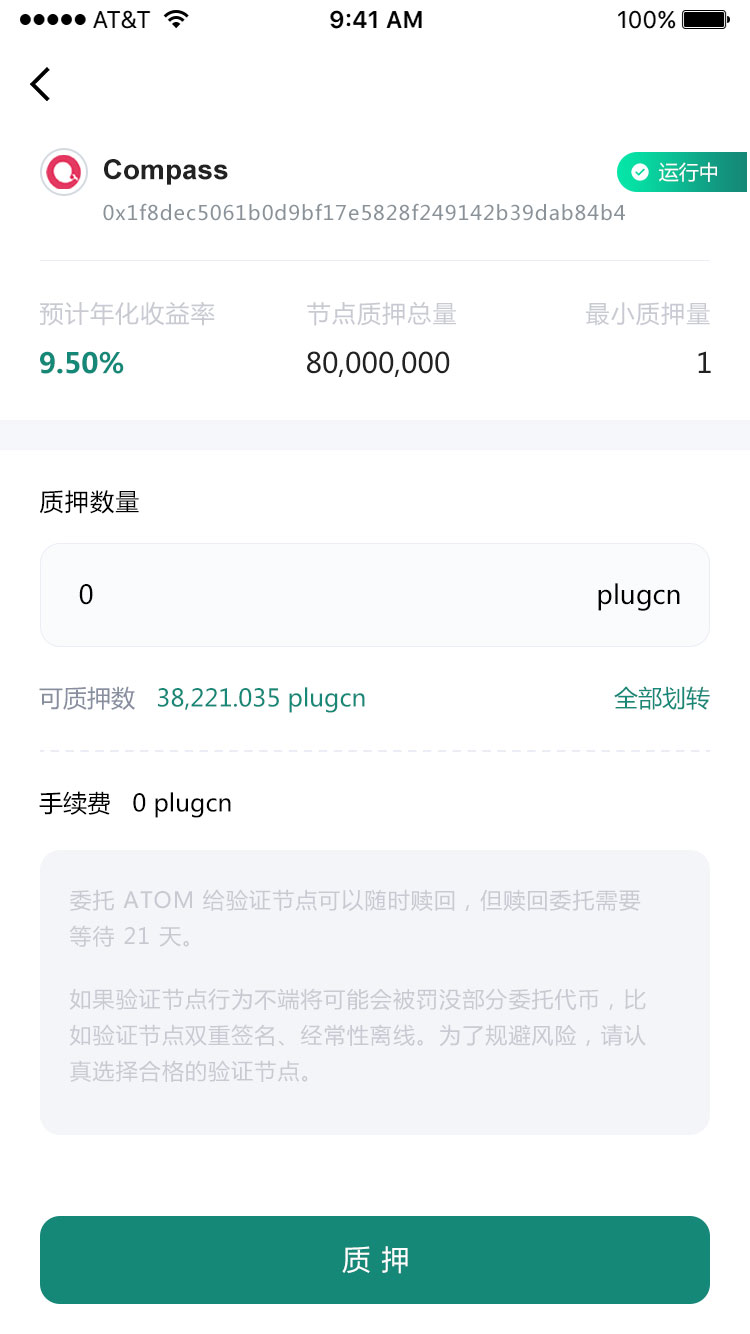 AT&T 9:41 AM 100%
Compass
运行中
0x1f8dec5061b0d9bf17e5828f249142b39dab84b4
预计年化收益率 节点质押总量 最小质押量
9.50% 80,000,000 1
质押数量
0 plugcn
可质押数 38,221.035 plugcn 全部划转
手续费 0 plugcn
委托 ATOM 给验证节点可以随时赎回，但赎回委托需要
等待 21 天。
如果验证节点行为不端将可能会被罚没部分委托代币，比
如验证节点双重签名、经常性离线。为了规避风险，请认
真选择合格的验证节点。
质 押